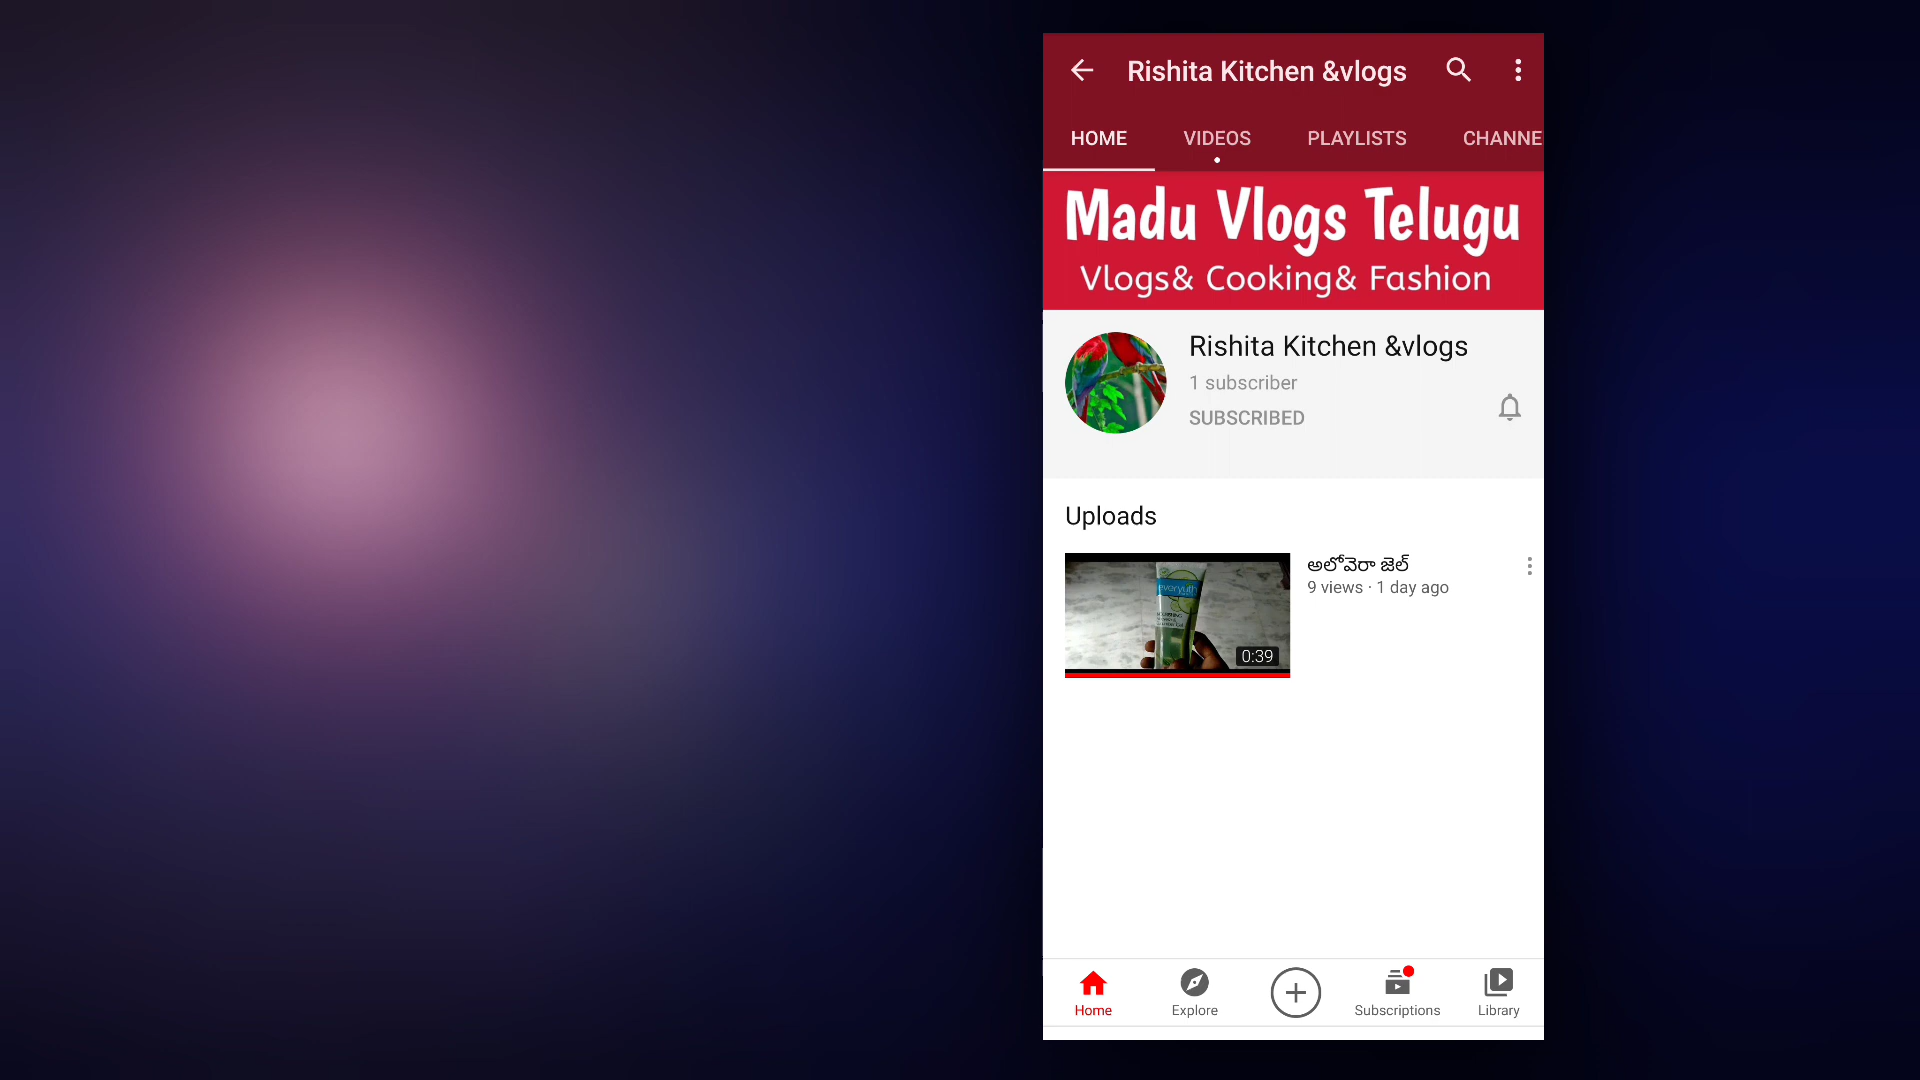 Rishita Kitchen &vlogs
HOME VIDEOS PLAYLISTS CHANNE
Madu Vlogs Telugu
Vlogs& Cooking& Fashion
Rishita Kitchen &vlogs
1 subscriber
SUBSCRIBED
Uploads
అలోవెరా జెల్
9 views · 1 day ago
everyuth
0:39
Home Explore Subscriptions Library